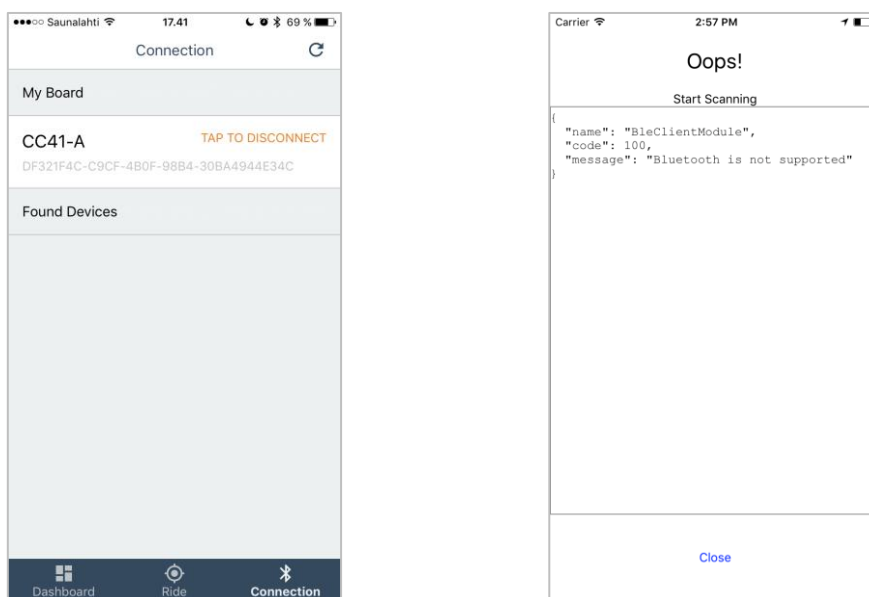 ●●●○○ Saunalahti 17.41 69 %
Connection
My Board
CC41-A TAP TO DISCONNECT
DF321F4C-C9CF-4B0F-98B4-30BA4944E34C
Found Devices
Dashboard Ride Connection
Carrier 2:57 PM
Oops!
Start Scanning
{
"name": "BleClientModule",
"code": 100,
"message": "Bluetooth is not supported"
}
Close